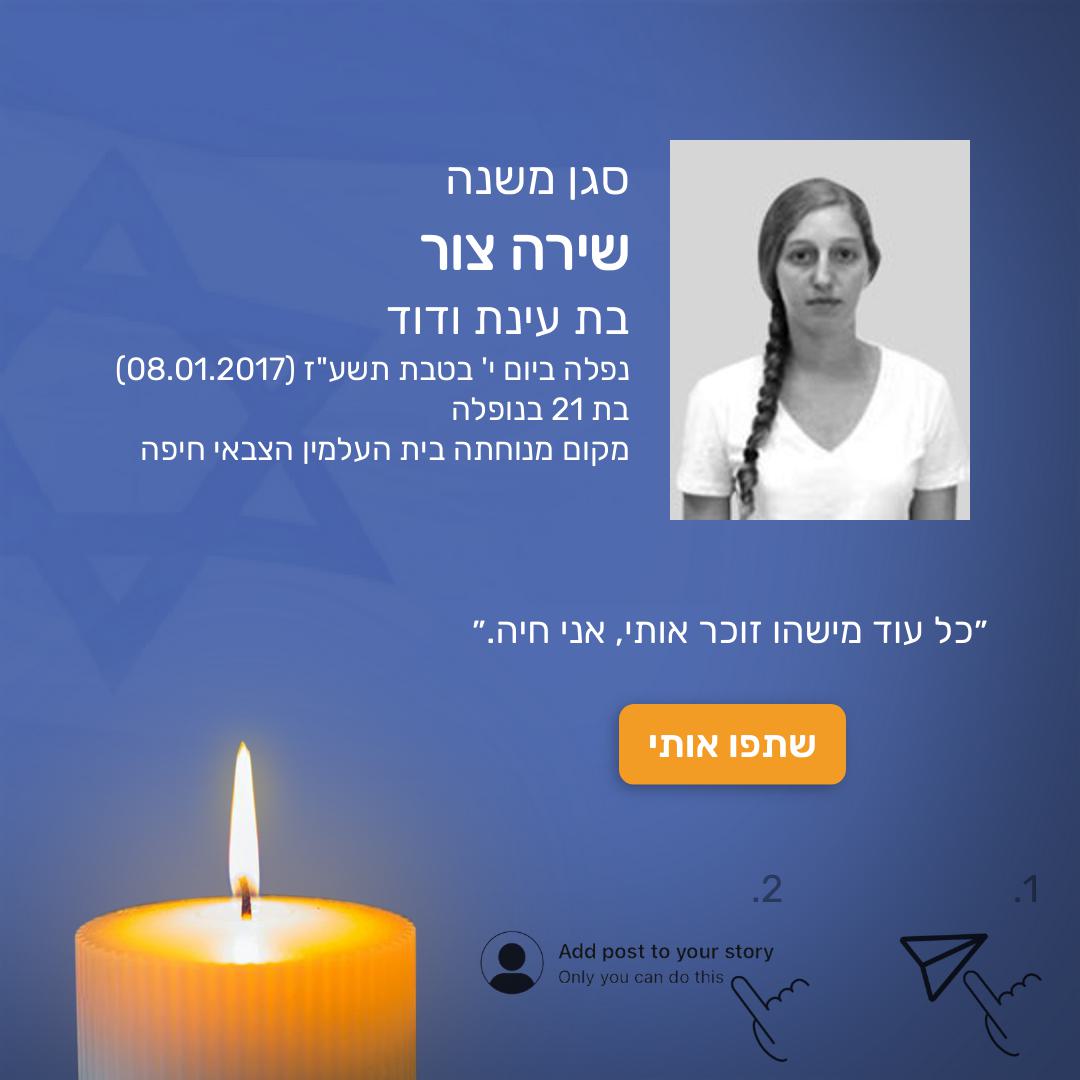 סגן משנה
שירה צור
בת עינת ודוד
נפלה ביום י' בטבת תשע"ז (08.01.2017)
בת 21 בנופלה
מקום מנוחתה בית העלמין הצבאי חיפה
״כל עוד מישהו זוכר אותי, אני חיה.״
שתפו אותי
1.
2.
Add post to your story
Only you can do this